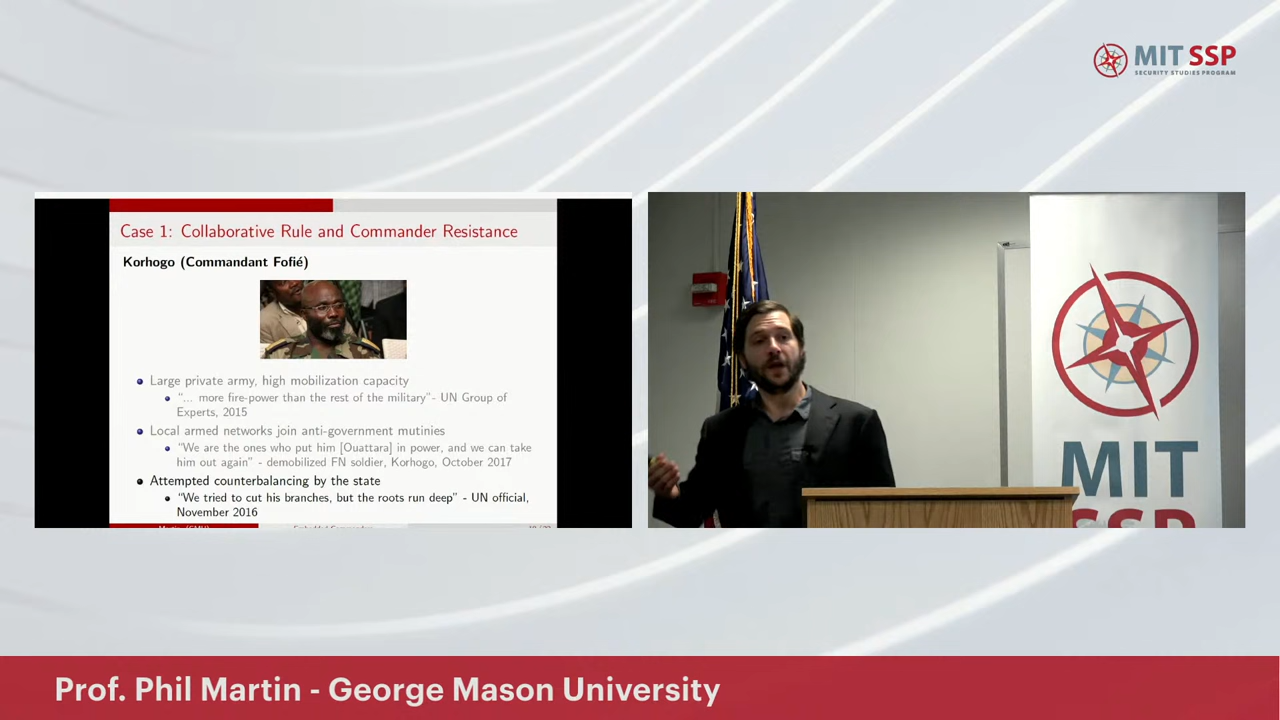 MIT SSP
SECURITY STUDIES PROGRAM
Case 1: Collaborative Rule and Commander Resistance
Korhogo (Commandant Fofié)
Large private army, high mobilization capacity
"... more fire-power than the rest of the military"- UN Group of
Experts, 2015
Local armed networks join anti-government mutinies
"We are the ones who put him [Ouattara] in power, and we can take
him out again" - demobilized FN soldier, Korhogo, October 2017
Attempted counterbalancing by the state
"We tried to cut his branches, but the roots run deep" - UN official,
November 2016
MIT
SSP
Prof. Phil Martin - George Mason University